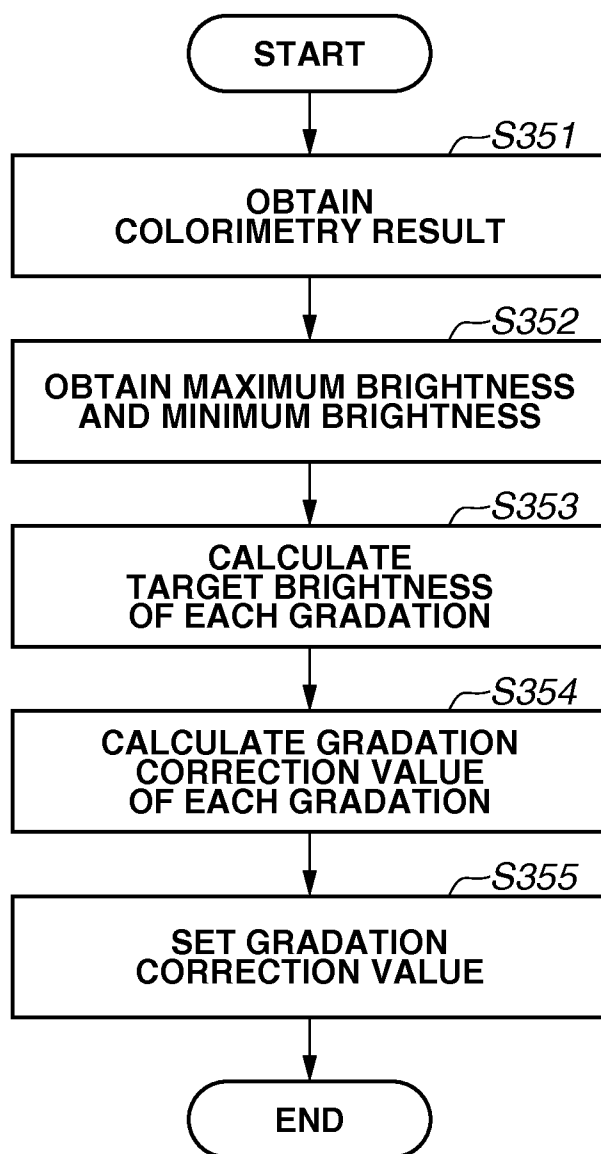 START
S351
OBTAIN
COLORIMETRY RESULT
S352
OBTAIN MAXIMUM BRIGHTNESS
AND MINIMUM BRIGHTNESS
S353
CALCULATE
TARGET BRIGHTNESS
OF EACH GRADATION
S354
CALCULATE GRADATION
CORRECTION VALUE
OF EACH GRADATION
S355
SET GRADATION
CORRECTION VALUE
END